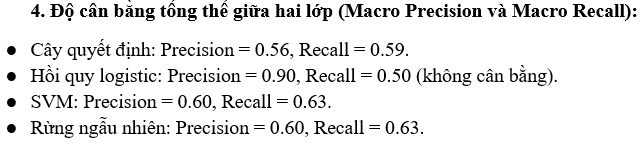 4. Độ cân bằng tổng thể giữa hai lớp (Macro Precision và Macro Recall):
● Cây quyết định: Precision = 0.56, Recall = 0.59.
● Hồi quy logistic: Precision = 0.90, Recall = 0.50 (không cân bằng).
● SVM: Precision = 0.60, Recall = 0.63.
● Rừng ngẫu nhiên: Precision = 0.60, Recall = 0.63.